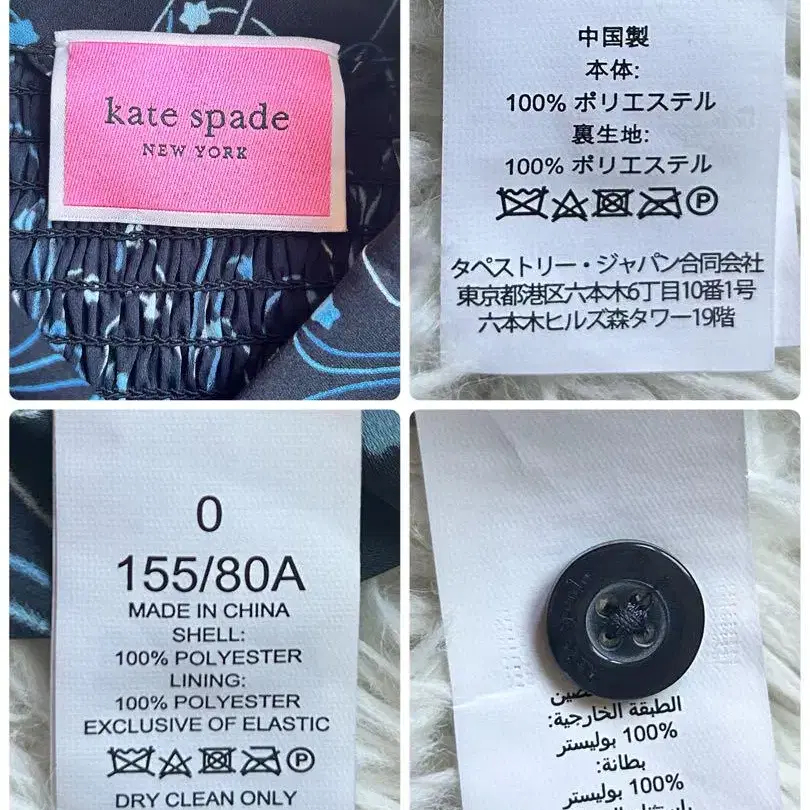 kate spade
NEW YORK
中国製
本体:
100% ポリエステル
裏生地:
100% ポリエステル
タペストリー・ジャパン合同会社
東京都港区六本木6丁目10番1号
六本木ヒルズ森タワー19階
0
155/80A
MADE IN CHINA
SHELL:
100% POLYESTER
LINING:
100% POLYESTER
EXCLUSIVE OF ELASTIC
DRY CLEAN ONLY
الطبقة الخارجية:
100% بوليستر
بطانة:
100% بوليستر